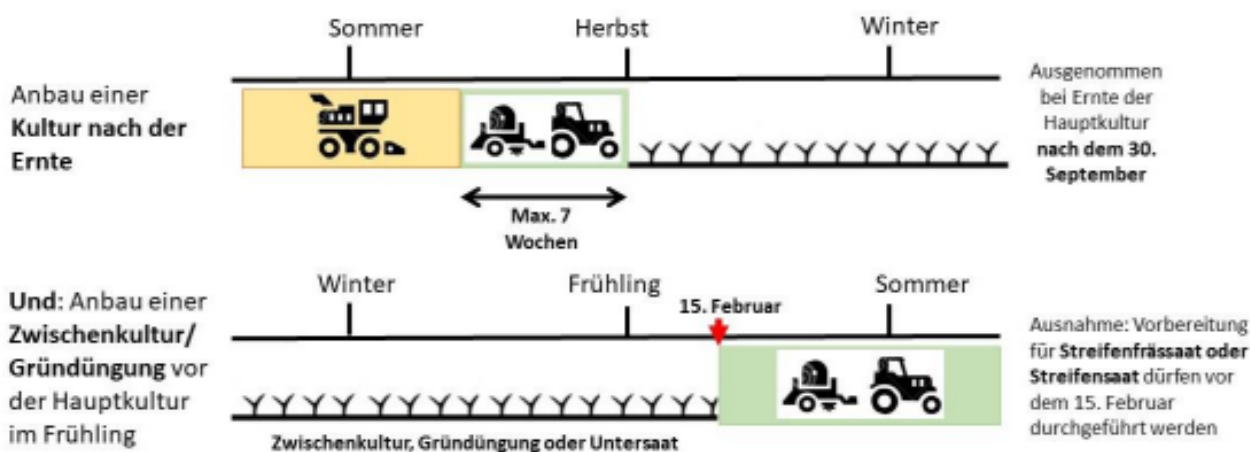 Sommer
Herbst
Winter
Anbau einer
Kultur nach der
Ernte
Ausgenommen
bei Ernte der
Hauptkultur
nach dem 30.
September
Max. 7
Wochen
Winter
Frühling
15. Februar
Sommer
Und: Anbau einer
Zwischenkultur/
Gründüngung vor
der Hauptkultur
im Frühling
Ausnahme: Vorbereitung
für Streifenfrässaat oder
Streifensaat dürfen vor
dem 15. Februar
durchgeführt werden
Zwischenkultur, Gründüngung oder Untersaat